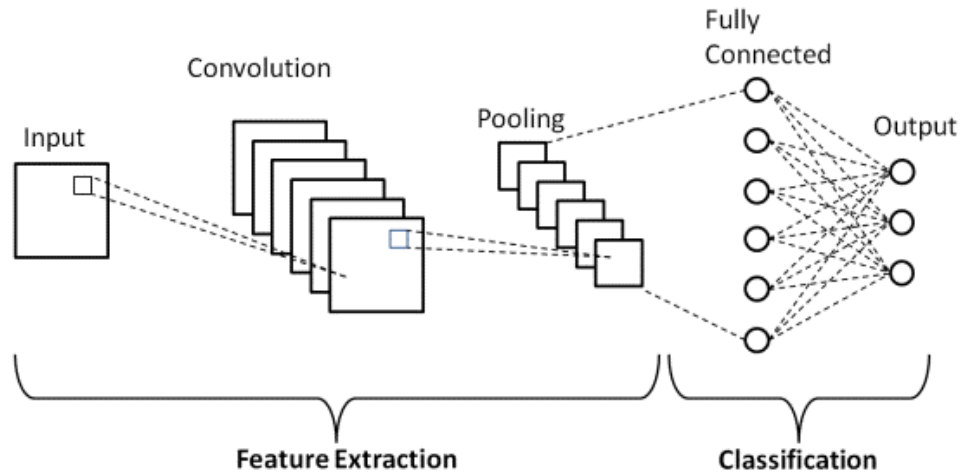 Input
Convolution
Pooling
Fully
Connected
Output
Feature Extraction
Classification